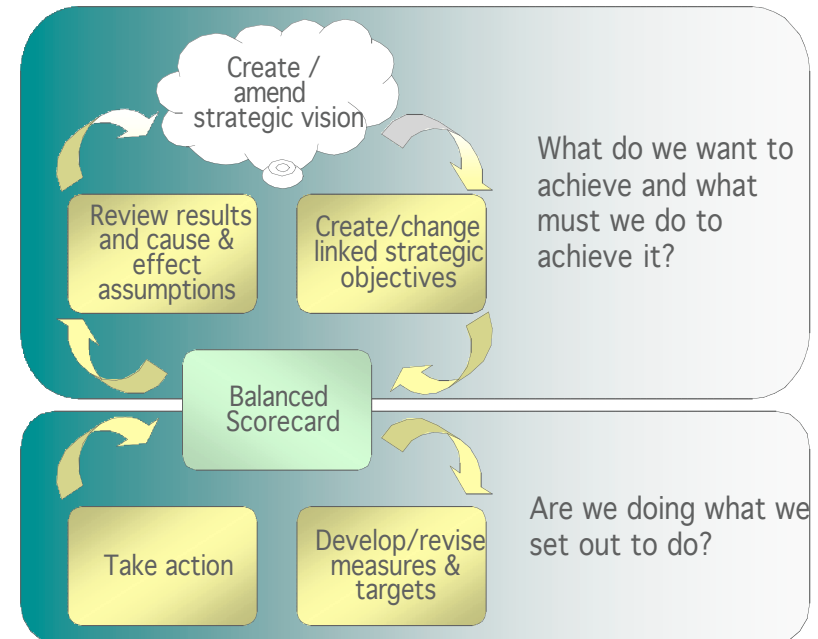 Create /
amend
strategic vision
What do we want to
achieve and what
must we do to
achieve it?
Review results
and cause &
effect
assumptions
Create/change
linked strategic
objectives
Balanced
Scorecard
Are we doing what we
set out to do?
Take action
Develop/revise
measures &
targets